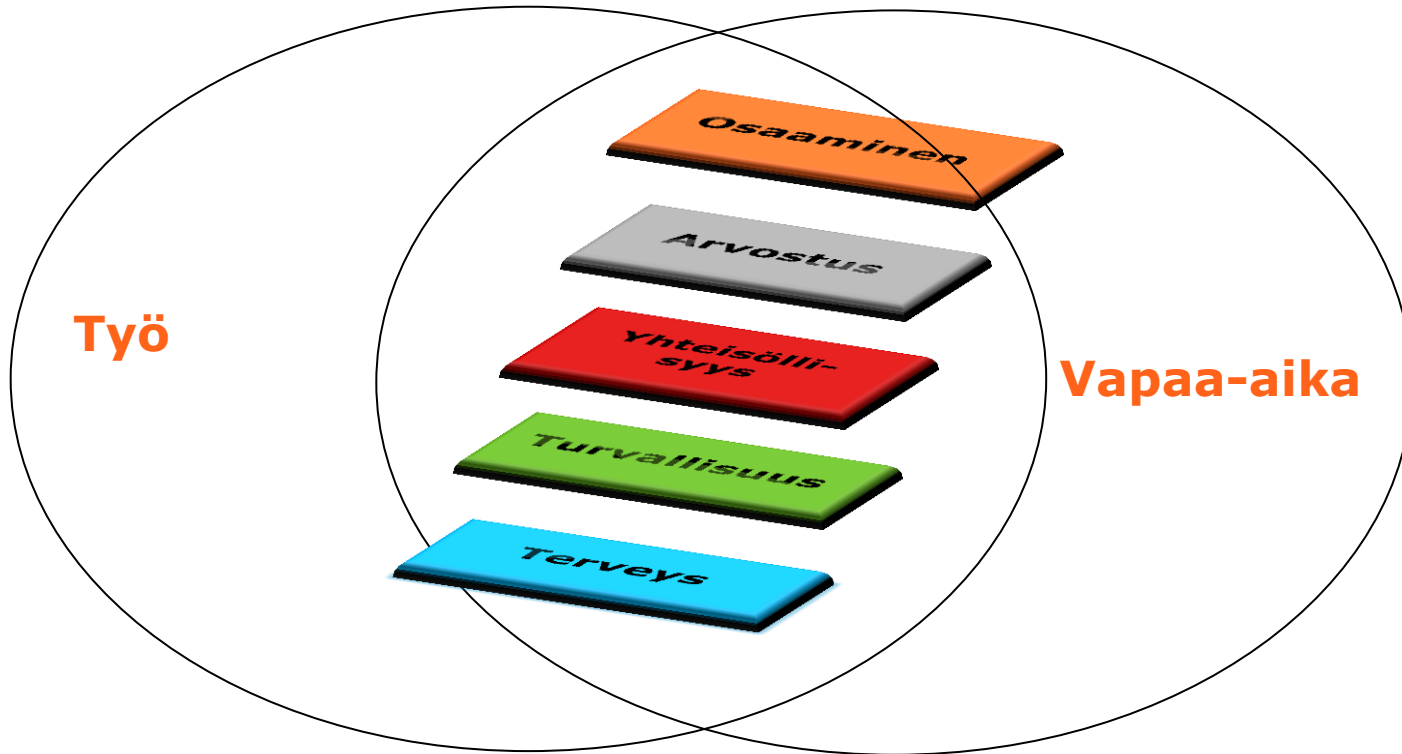 Osaaminen
Arvostus
Työ
Yhteisölli-
syys
Vapaa-aika
Turvallisuus
Terveys